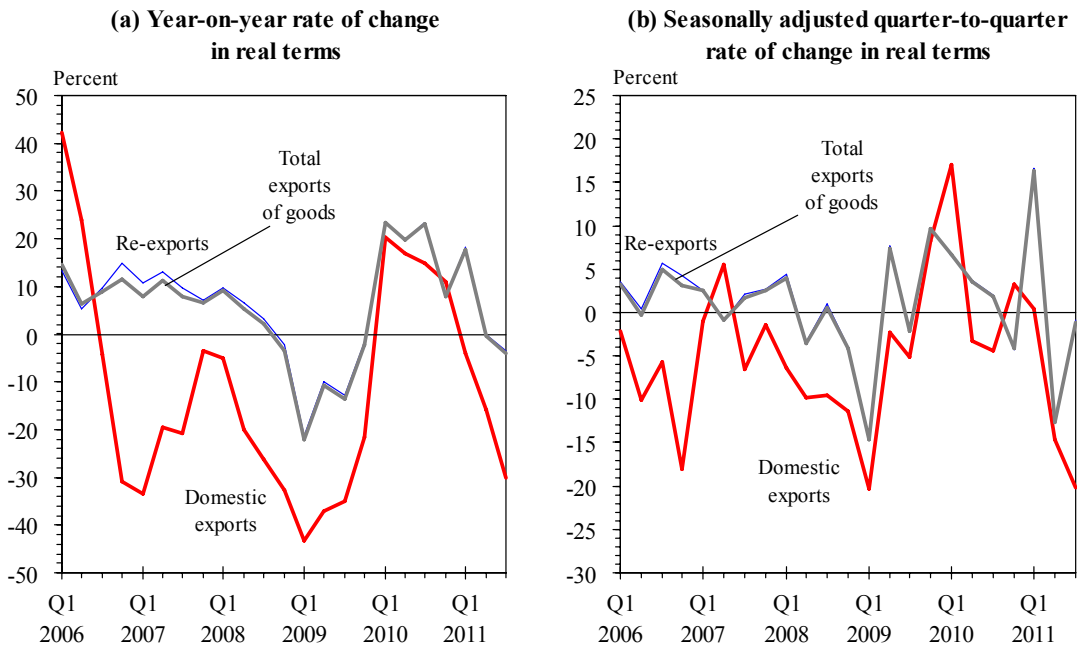 (a) Year-on-year rate of change
in real terms
Percent
50
40
30
20
10
0
-10
-20
-30
-40
-50
Total
exports
of goods
Re-exports
Domestic
exports
Q1 Q1 Q1 Q1 Q1 Q1
2006 2007 2008 2009 2010 2011
(b) Seasonally adjusted quarter-to-quarter
rate of change in real terms
Percent
25
20
15
10
5
0
-5
-10
-15
-20
-25
-30
Total
exports
of goods
Re-exports
Domestic
exports
Q1 Q1 Q1 Q1 Q1 Q1
2006 2007 2008 2009 2010 2011